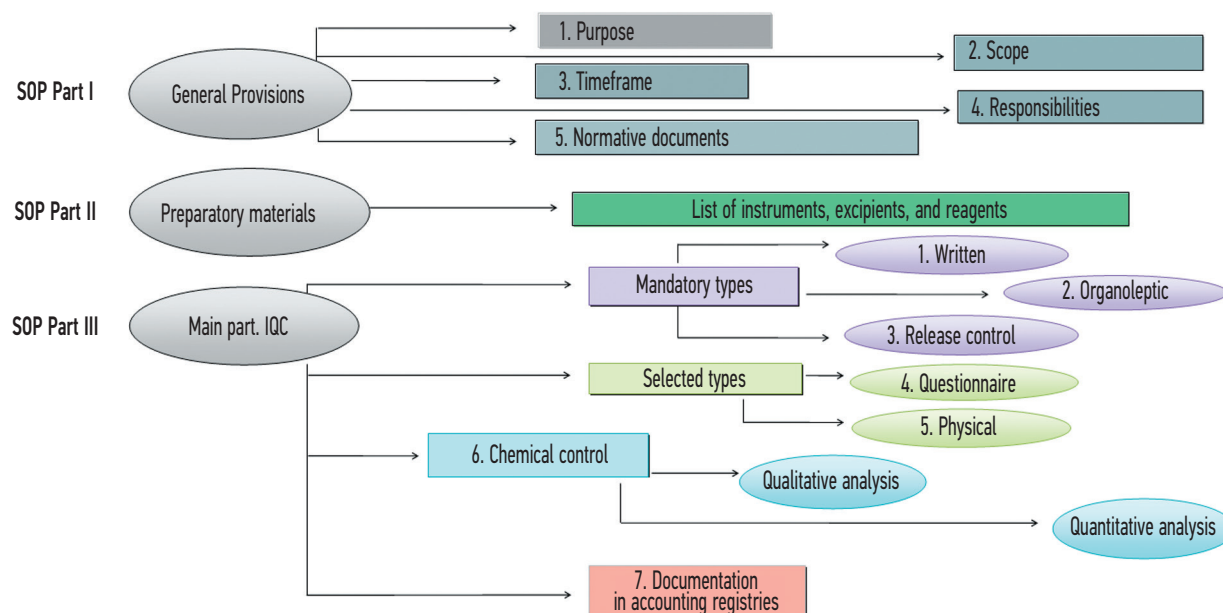 1. Purpose
2. Scope
SOP Part I
General Provisions
3. Timeframe
4. Responsibilities
5. Normative documents
SOP Part II
Preparatory materials
List of instruments, excipients, and reagents
1. Written
Mandatory types
2. Organoleptic
SOP Part III
Main part. IQC
3. Release control
Selected types
4. Questionnaire
5. Physical
6. Chemical control
Qualitative analysis
Quantitative analysis
7. Documentation
in accounting registries